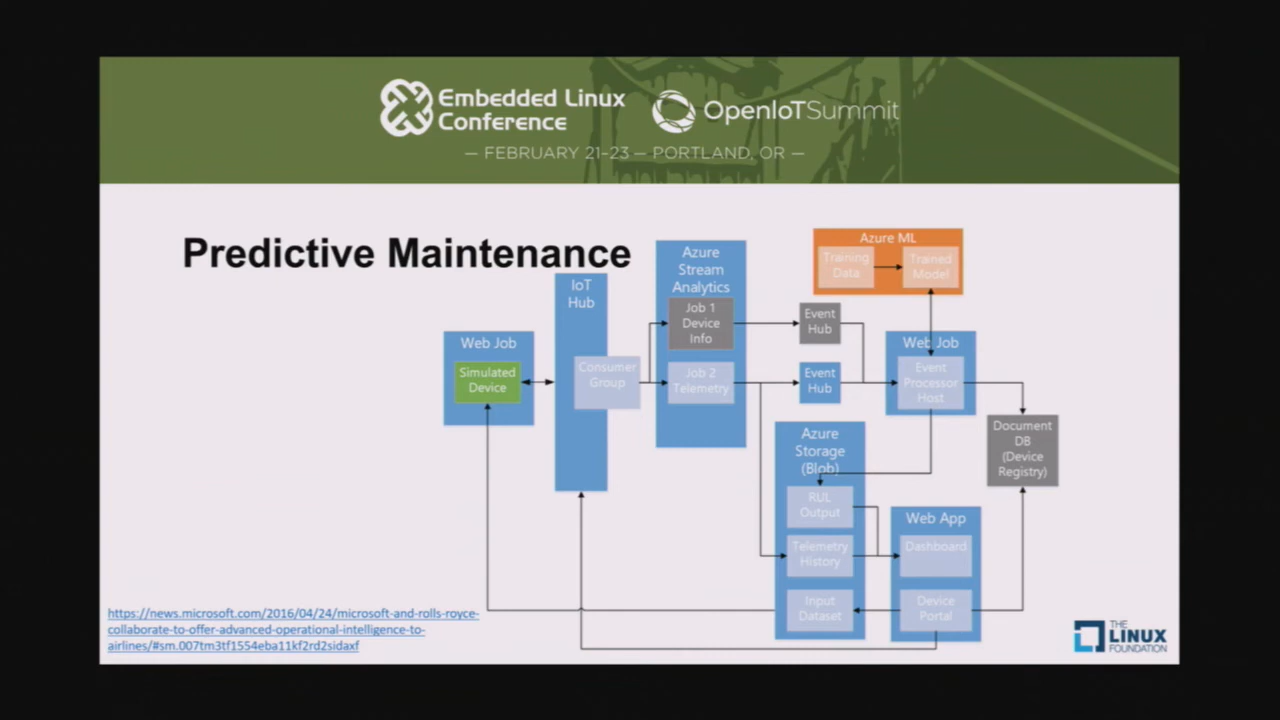 Embedded Linux
Conference
OpenIoTSummit
— FEBRUARY 21-23 — PORTLAND, OR —
Predictive Maintenance
Web Job
Simulated
Device
IoT
Hub
Consumer
Group
Azure
Stream
Analytics
Job 1
Device
Info
Job 2
Telemetry
Event
Hub
Event
Hub
Azure ML
Training
Data
Trained
Model
Web Job
Event
Processor
Host
Document
DB
(Device
Registry)
Azure
Storage
(Blob)
RUL
Output
Telemetry
History
Input
Dataset
Web App
Dashboard
Device
Portal
https://news.microsoft.com/2016/04/24/microsoft-and-rolls-royce-
collaborate-to-offer-advanced-operational-intelligence-to-
airlines/#sm.007tm3tf1554eba11kf2rd2sidaxf
THE
LINUX
FOUNDATION